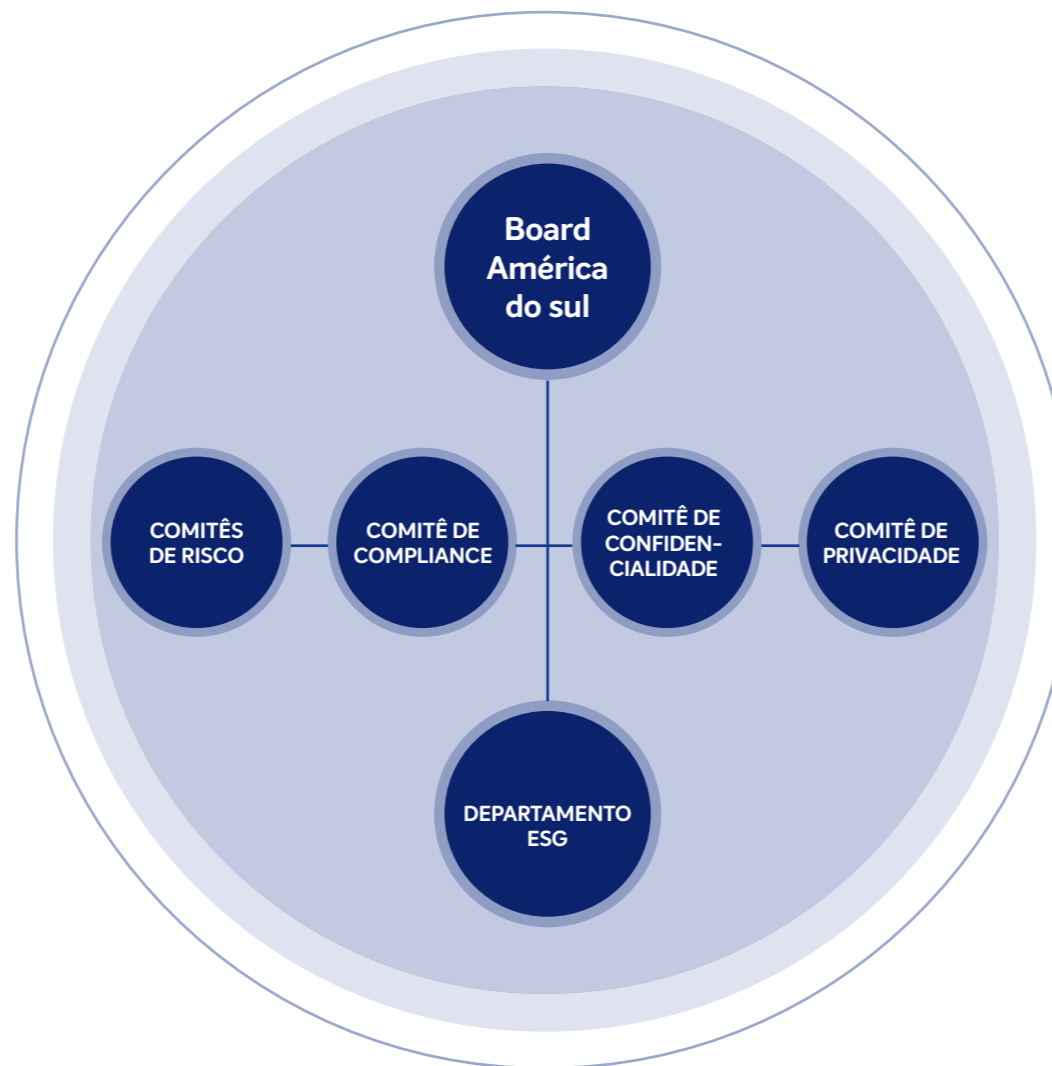 Board
América
do sul
COMITÊS
DE RISCO
COMITÊ DE
COMPLIANCE
COMITÊ DE
CONFIDEN-
CIALIDADE
COMITÊ DE
PRIVACIDADE
DEPARTAMENTO
ESG